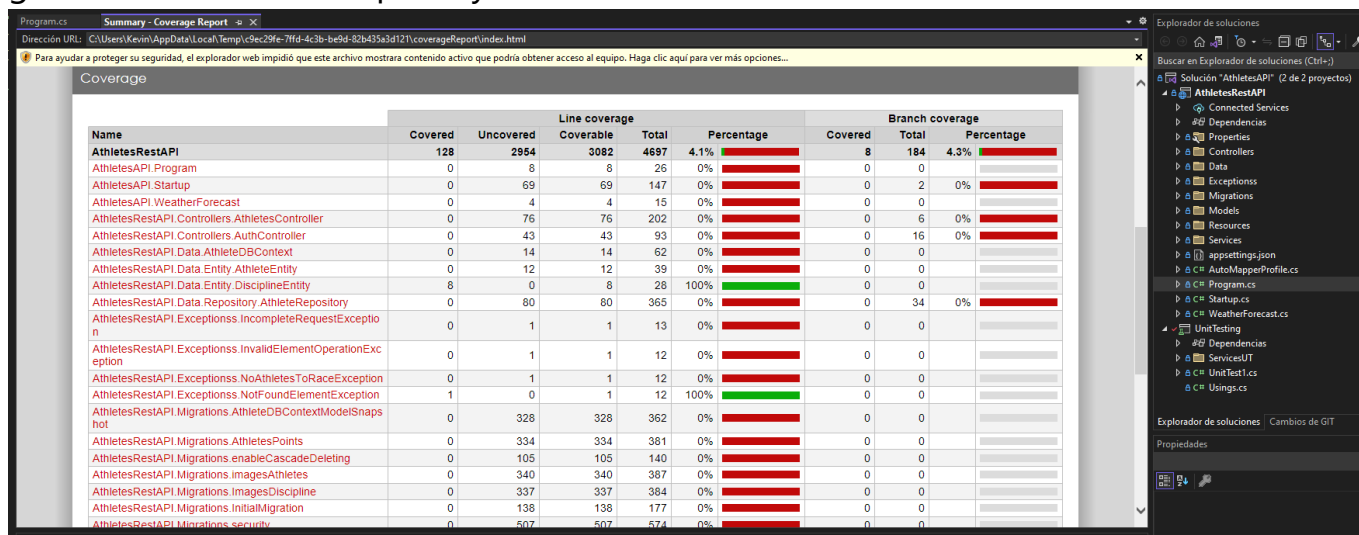 Program.cs Summary - Coverage Report
Dirección URL: C:\Users\Kevin\AppData\Local\Temp\c9ec29fe-7ffd-4c3b-be9d-82b435a3d121\coverageReport\index.html
Para ayudar a proteger su seguridad, el explorador web impidió que este archivo mostrara contenido activo que podría obtener acceso al equipo. Haga clic aquí para ver más opciones...
Coverage
Line coverage Branch coverage
Name Covered Uncovered Coverable Total Percentage Covered Total Percentage
AthletesRestAPI 128 2954 3082 4697 4.1% 8 184 4.3%
AthletesAPI.Program 0 8 8 26 0% 0 0
AthletesAPI.Startup 0 69 69 147 0% 0 2 0%
AthletesAPI.WeatherForecast 0 4 4 15 0% 0 0
AthletesRestAPI.Controllers.AthletesController 0 76 76 202 0% 0 6 0%
AthletesRestAPI.Controllers.AuthController 0 43 43 93 0% 0 16 0%
AthletesRestAPI.Data.AthleteDBContext 0 14 14 62 0% 0 0
AthletesRestAPI.Data.Entity.AthleteEntity 0 12 12 39 0% 0 0
AthletesRestAPI.Data.Entity.DisciplineEntity 8 0 8 28 100% 0 0
AthletesRestAPI.Data.Repository.AthleteRepository 0 80 80 365 0% 0 34 0%
AthletesRestAPI.Exceptionss.IncompleteRequestExceptio
n 0 1 1 13 0% 0 0
AthletesRestAPI.Exceptionss.InvalidElementOperationExc
eption 0 1 1 12 0% 0 0
AthletesRestAPI.Exceptionss.NoAthletesToRaceException 0 1 1 12 0% 0 0
AthletesRestAPI.Exceptionss.NotFoundElementException 1 0 1 12 100% 0 0
AthletesRestAPI.Migrations.AthleteDBContextModelSnaps
hot 0 328 328 362 0% 0 0
AthletesRestAPI.Migrations.AthletesPoints 0 334 334 381 0% 0 0
AthletesRestAPI.Migrations.enableCascadeDeleting 0 105 105 140 0% 0 0
AthletesRestAPI.Migrations.imagesAthletes 0 340 340 387 0% 0 0
AthletesRestAPI.Migrations.ImagesDiscipline 0 337 337 384 0% 0 0
AthletesRestAPI.Migrations.InitialMigration 0 138 138 177 0% 0 0
AthletesRestAPI.Migrations.security 0 507 507 574 0% 0 0
Explorador de soluciones
Buscar en Explorador de soluciones (Ctrl+;)
Solución "AthletesAPI" (2 de 2 proyectos)
AthletesRestAPI
Connected Services
Dependencias
Properties
Controllers
Data
Exceptionss
Migrations
Models
Resources
Services
appsettings.json
C# AutoMapperProfile.cs
C# Program.cs
C# Startup.cs
C# WeatherForecast.cs
UnitTesting
Dependencias
ServicesUT
C# UnitTest1.cs
C# Usings.cs
Explorador de soluciones Cambios de GIT
Propiedades